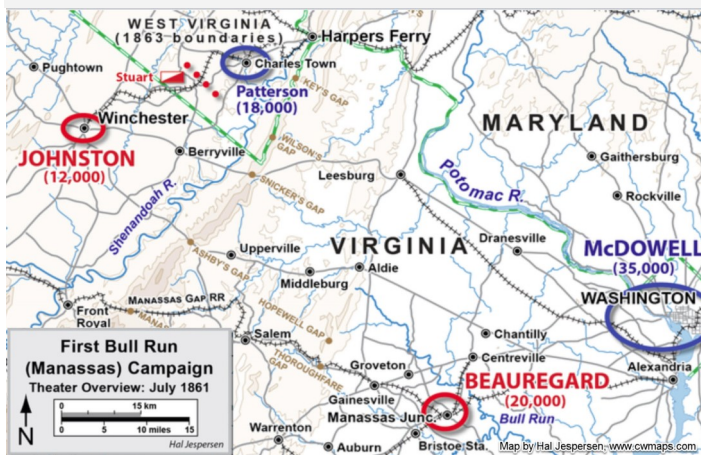 WEST VIRGINIA
(1863 boundaries)
Harpers Ferry
Pughtown
Stuart
Charles Town
Patterson
(18,000)
KEY'S GAP
Winchester
JOHNSTON
(12,000)
Berryville
WILSON'S
GAP
SNICKER'S GAP
Shenandoah R.
MARYLAND
Gaithersburg
Rockville
Leesburg
Potomac R.
VIRGINIA
Dranesville
McDOWELL
(35,000)
WASHINGTON
ASHBY'S GAP
Upperville
Middleburg
Aldie
MANASSAS GAP RR
Front
Royal
MANA
HOPEWELL GAP
Salem
THOROUGHFARE
GAP
Chantilly
Centreville
Alexandria
Groveton
Gainesville
BEAUREGARD
(20,000)
Manassas Junc.
Bull Run
Warrenton
Auburn
Bristoe Sta.
First Bull Run
(Manassas) Campaign
Theater Overview: July 1861
0 15 km
0 5 10 miles 15
N
Hal Jespersen
Map by Hal Jespersen, www.cwmaps.com